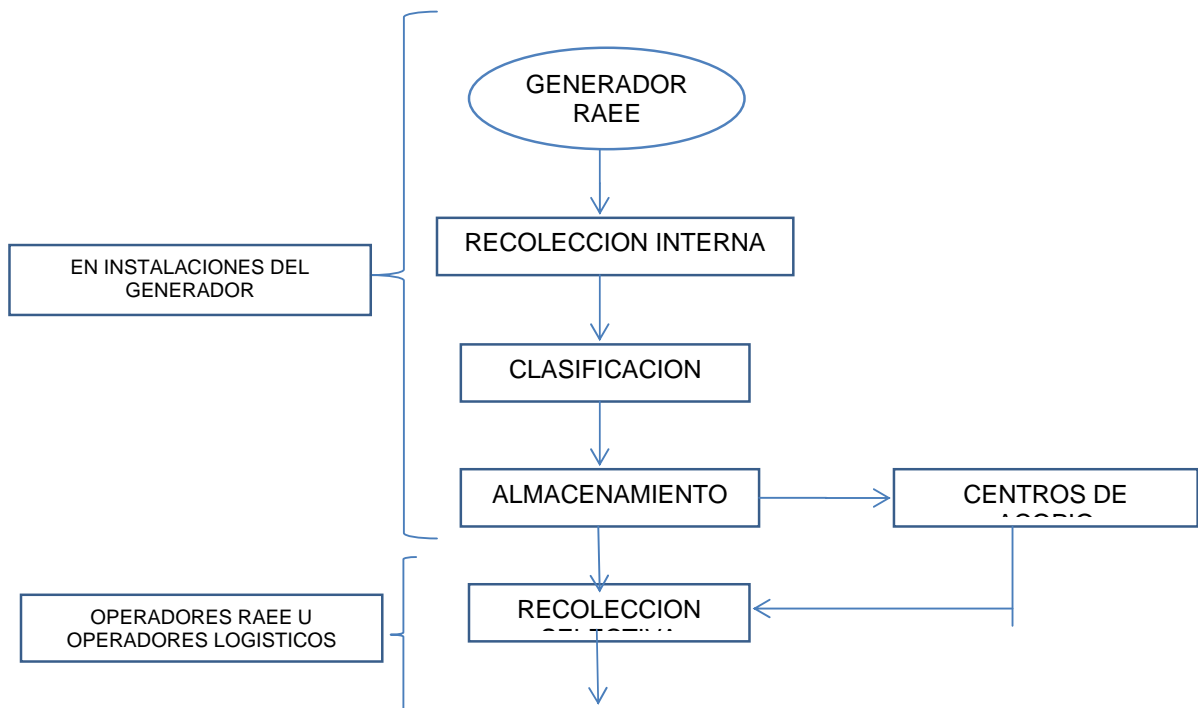 GENERADOR
RAEE
RECOLECCION INTERNA
EN INSTALACIONES DEL
GENERADOR
CLASIFICACION
ALMACENAMIENTO
CENTROS DE
RECOLECCION
OPERADORES RAEE U
OPERADORES LOGISTICOS